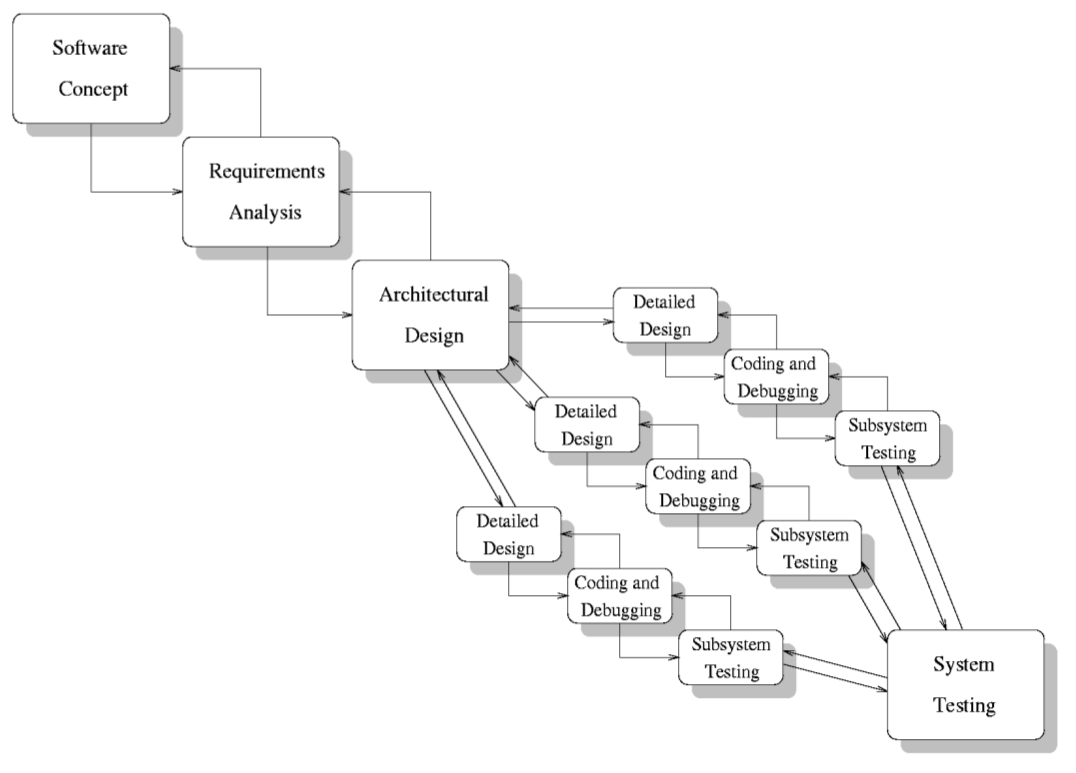 Software
Concept
Requirements
Analysis
Architectural
Design
Detailed
Design
Coding and
Debugging
Subsystem
Testing
Detailed
Design
Coding and
Debugging
Subsystem
Testing
Detailed
Design
Coding and
Debugging
Subsystem
Testing
System
Testing